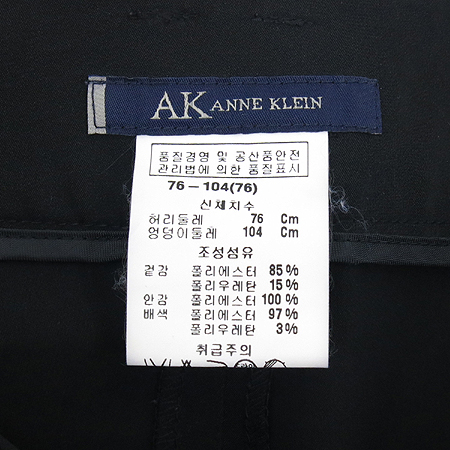 AK ANNE KLEIN
품질경영 및 공산품안전
관리법에 의한 품질표시
76 - 104(76)
신체치수
허리둘레 76 Cm
엉덩이둘레 104 Cm
조성섬유
겉감 폴리에스터 85%
폴리우레탄 15%
안감 폴리에스터 100%
배색 폴리에스터 97%
폴리우레탄 3%
취급주의